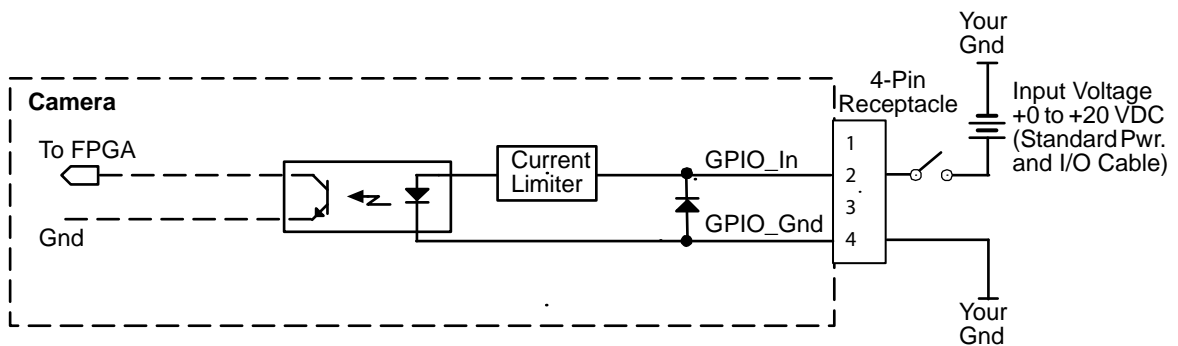 Your
Gnd
4-Pin
Receptacle
Input Voltage
+0 to +20 VDC
(Standard Pwr.
and I/O Cable)
Camera
To FPGA
Current
Limiter
GPIO_In
GPIO_Gnd
Gnd
1
2
3
4
Your
Gnd